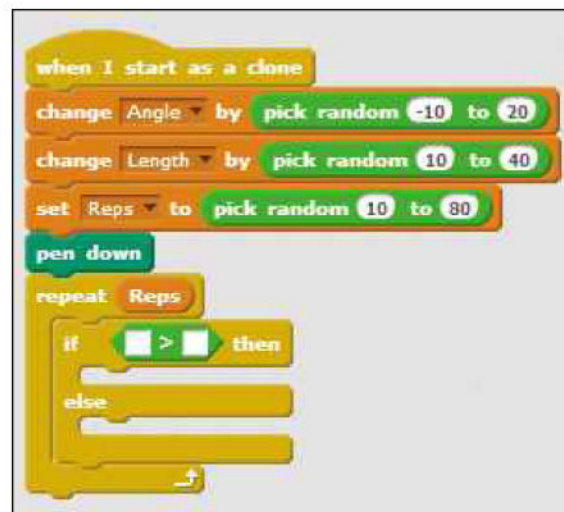 when I start as a clone
change Angle by pick random -10 to 20
change Length by pick random 10 to 40
set Reps to pick random 10 to 80
pen down
repeat Reps
if > then
else